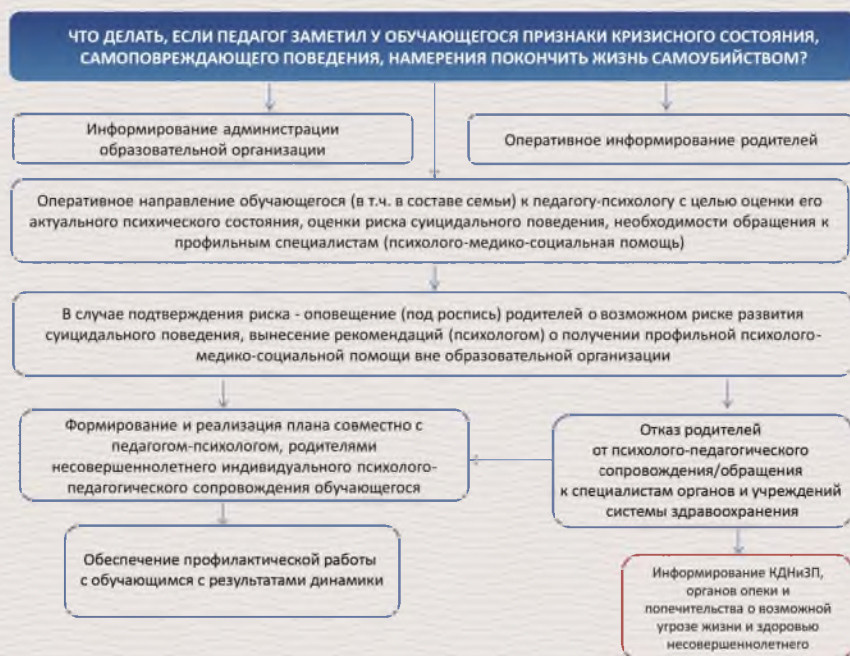 ЧТО ДЕЛАТЬ, ЕСЛИ ПЕДАГОГ ЗАМЕТИЛ У ОБУЧАЮЩЕГОСЯ ПРИЗНАКИ КРИЗИСНОГО СОСТОЯНИЯ,
САМОПОВРЕЖДАЮЩЕГО ПОВЕДЕНИЯ, НАМЕРЕНИЯ ПОКОНЧИТЬ ЖИЗНЬ САМОУБИЙСТВОМ?
Информирование администрации
образовательной организации
Оперативное информирование родителей
Оперативное направление обучающегося (в т.ч. в составе семьи) к педагогу-психологу с целью оценки его
актуального психического состояния, оценки риска суицидального поведения, необходимости обращения к
профильным специалистам (психолого-медико-социальная помощь)
В случае подтверждения риска - оповещение (под роспись) родителей о возможном риске развития
суицидального поведения, вынесение рекомендаций (психологом) о получении профильной психолого-
медико-социальной помощи вне образовательной организации
Формирование и реализация плана совместно с
педагогом-психологом, родителями
несовершеннолетнего индивидуального психолого-
педагогического сопровождения обучающегося
Отказ родителей
от психолого-педагогического
сопровождения/обращения
к специалистам органов и учреждений
системы здравоохранения
Обеспечение профилактической работы
с обучающимся с результатами динамики
Информирование КДНиЗП,
органов опеки и
попечительства о возможной
угрозе жизни и здоровью
несовершеннолетнего